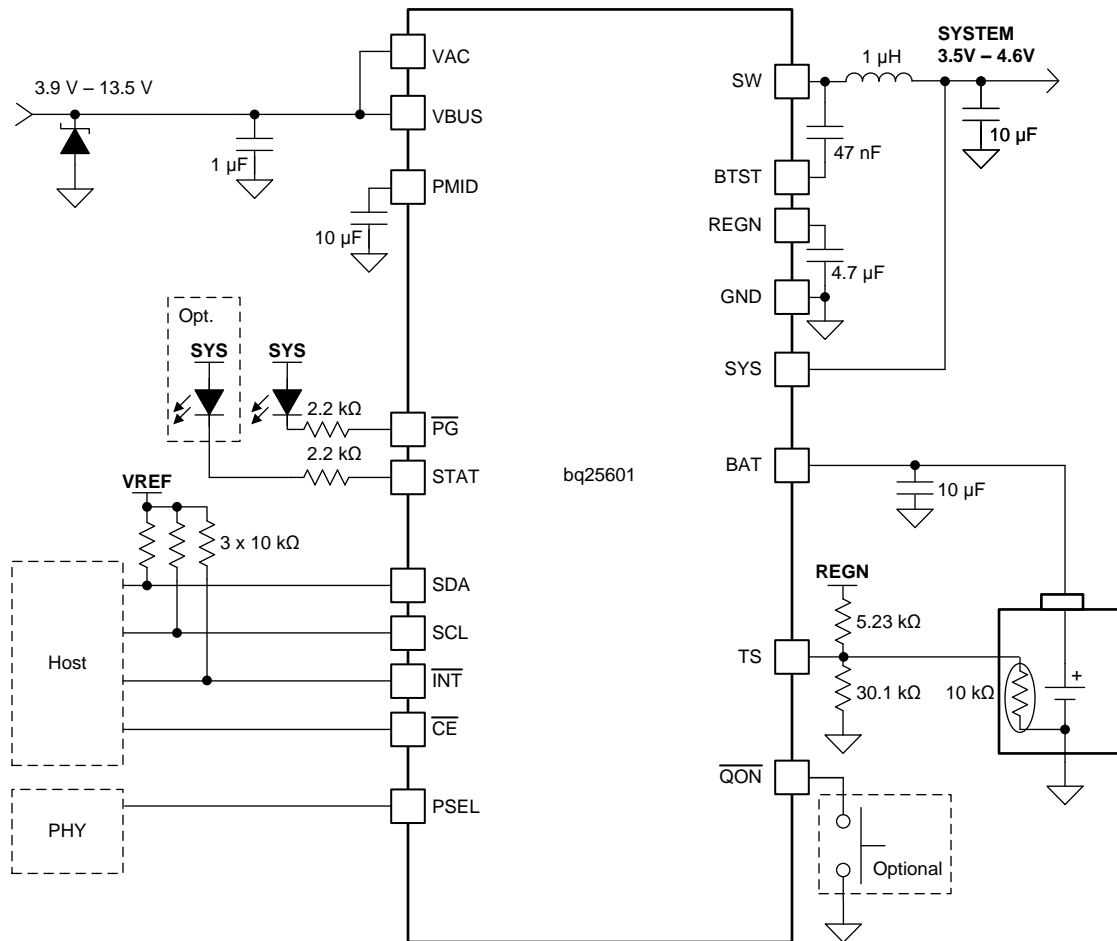 VAC
3.9 V – 13.5 V
VBUS
1 µF
PMID
10 µF
Opt.
SYS
SYS
2.2 kΩ
PG
2.2 kΩ
STAT
VREF
3 x 10 kΩ
SDA
SCL
Host
INT
CE
PSEL
PHY
bq25601
SYSTEM
3.5V – 4.6V
1 µH
SW
10 µF
47 nF
BTST
REGN
4.7 µF
GND
SYS
BAT
10 µF
REGN
5.23 kΩ
TS
30.1 kΩ
10 kΩ
+
QON
Optional